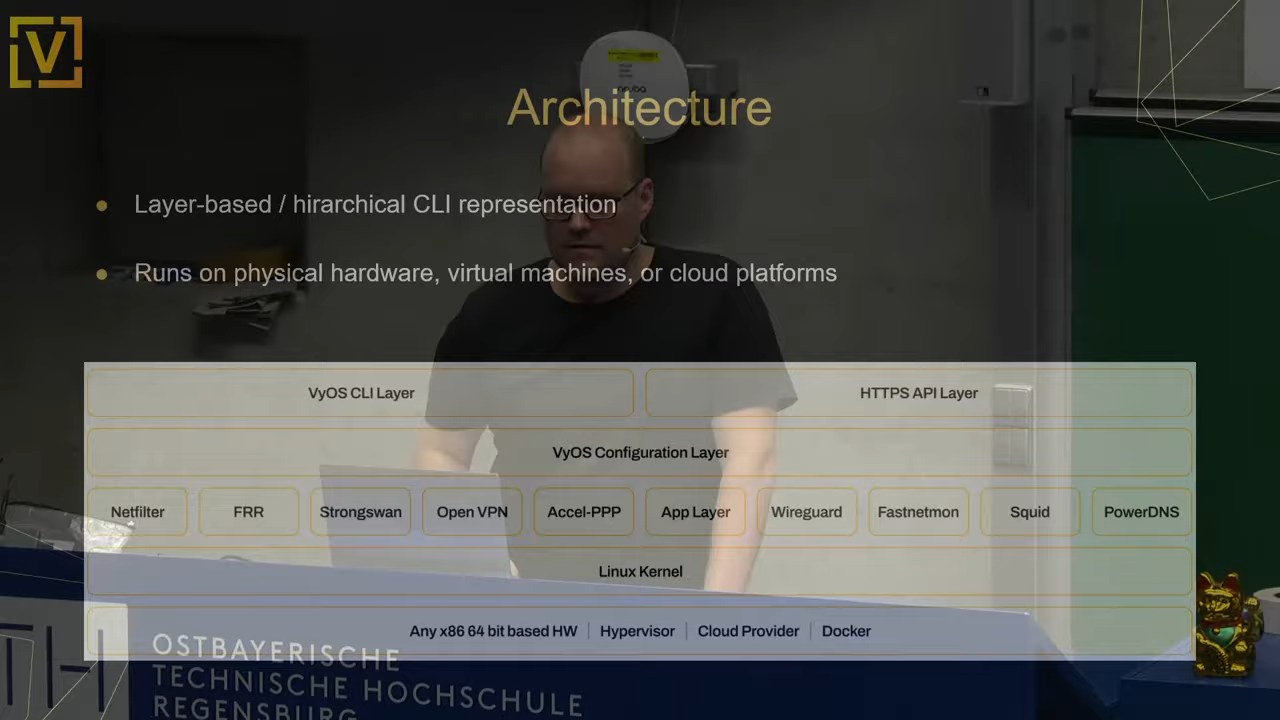 V
aruba
Architecture
Layer-based / hirarchical CLI representation
Runs on physical hardware, virtual machines, or cloud platforms
VyOS CLI Layer
HTTPS API Layer
VyOS Configuration Layer
Netfilter
FRR
Strongswan
Open VPN
Accel-PPP
App Layer
Wireguard
Fastnetmon
Squid
PowerDNS
Linux Kernel
Any x86 64 bit based HW | Hypervisor | Cloud Provider | Docker
OSTBAYERISCHE
TECHNISCHE HOCHSCHULE
REGENSBURG